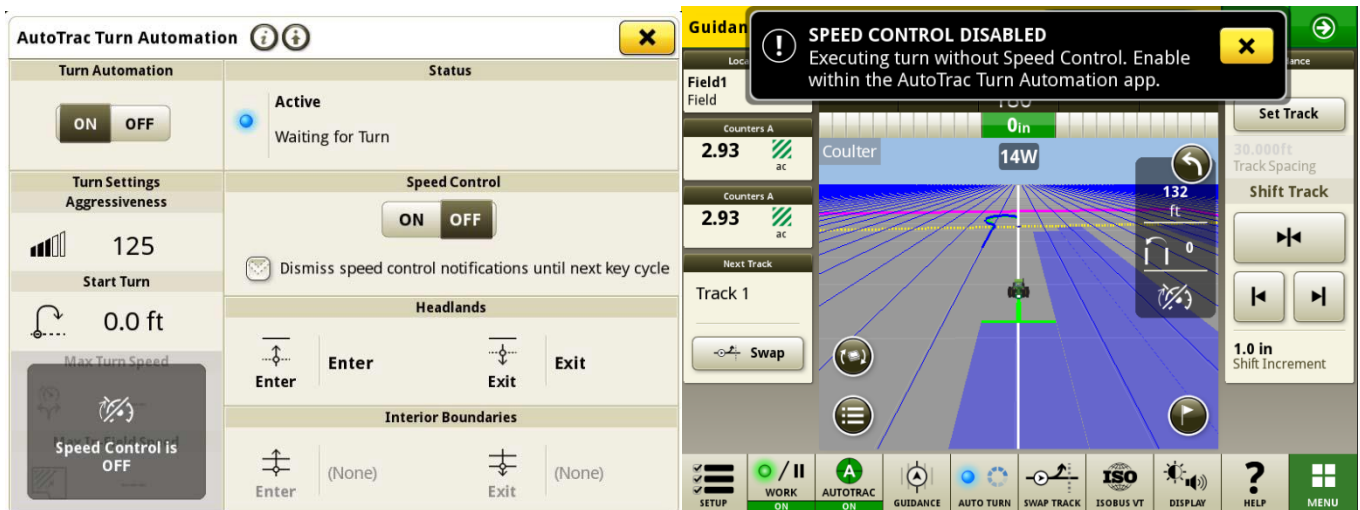 AutoTrac Turn Automation
Turn Automation
ON OFF
Turn Settings
Aggressiveness
125
Start Turn
0.0 ft
Max Turn Speed
Speed Control is
OFF
Status
Active
Waiting for Turn
Speed Control
ON OFF
Dismiss speed control notifications until next key cycle
Headlands
Enter
Enter
Exit
Exit
Interior Boundaries
Enter
(None)
Exit
(None)
Guidan
SPEED CONTROL DISABLED
Executing turn without Speed Control. Enable
within the AutoTrac Turn Automation app.
Loca
Field1
Field
Counters A
2.93
ac
Counters A
2.93
ac
Next Track
Track 1
Swap
0in
Coulter
14W
132
ft
0
ance
Set Track
30.000ft
Track Spacing
Shift Track
1.0 in
Shift Increment
SETUP
WORK
ON
A
AUTOTRAC
ON
GUIDANCE
AUTO TURN
SWAP TRACK
ISO
ISOBUS VT
DISPLAY
?
HELP
MENU